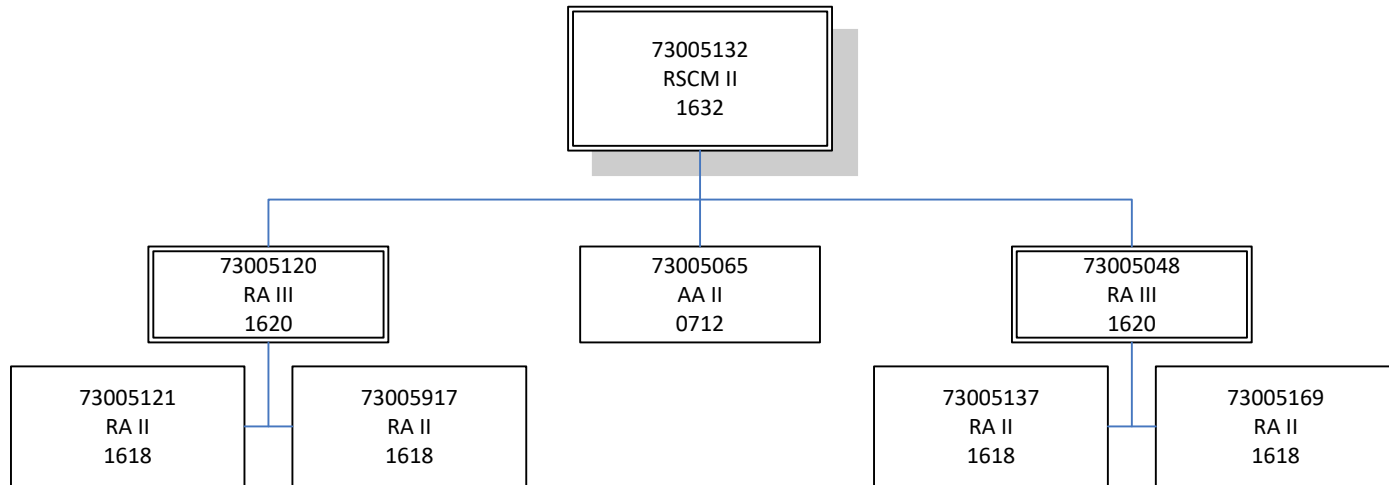 73005132
RSCM II
1632
73005120
RA III
1620
73005065
AA II
0712
73005048
RA III
1620
73005121
RA II
1618
73005917
RA II
1618
73005137
RA II
1618
73005169
RA II
1618